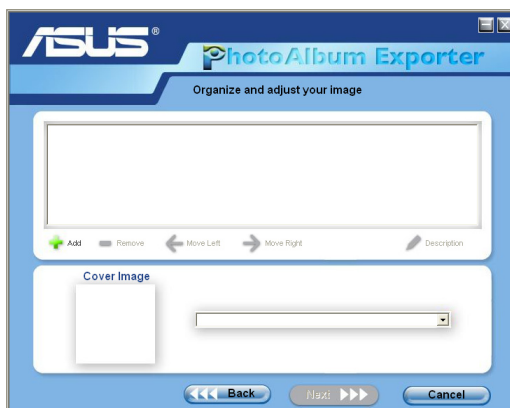 ASUS®
PhotoAlbum Exporter
Organize and adjust your image
Add Remove Move Left Move Right Description
Cover Image
Back Next Cancel